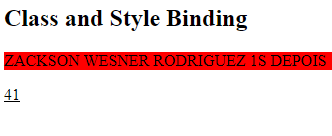 Class and Style Binding
ZACKSON WESNER RODRIGUEZ 1S DEPOIS
41